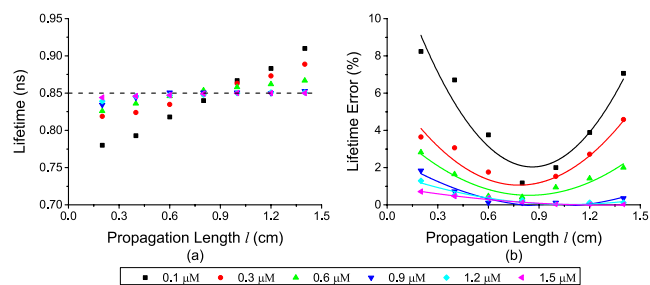 0.95
0.90
0.85
0.80
0.75
0.70
0.0 0.3 0.6 0.9 1.2 1.5
Lifetime (ns)
Propagation Length l (cm)
(a)
10
8
6
4
2
0
0.0 0.3 0.6 0.9 1.2 1.5
Lifetime Error (%)
Propagation Length l (cm)
(b)
0.1 μM 0.3 μM 0.6 μM 0.9 μM 1.2 μM 1.5 μM